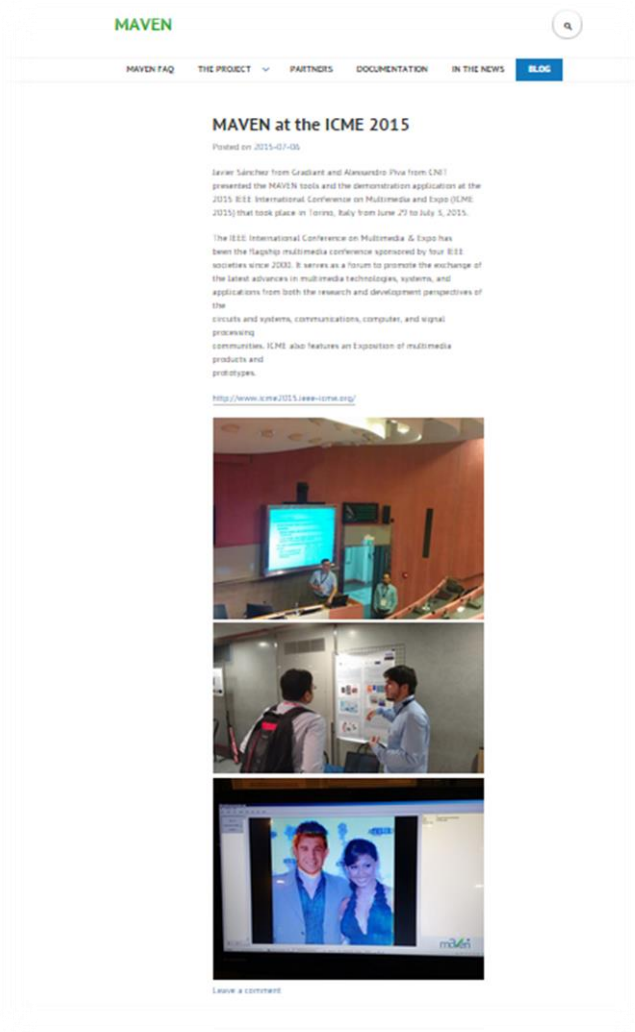 MAVEN
MAVEN FAQ THE PROJECT PARTNERS DOCUMENTATION IN THE NEWS BLOG
MAVEN at the ICME 2015
Posted on 2015-07-06
Javier Sánchez from Gradiant and Alessandro Piva from CNIT
presented the MAVEN tools and the demonstration application at the
2015 IEEE International Conference on Multimedia and Expo (ICME
2015) that took place in Torino, Italy from June 29 to July 3, 2015.
The IEEE International Conference on Multimedia & Expo has
been the flagship multimedia conference sponsored by four IEEE
societies since 2000. It serves as a forum to promote the exchange of
the latest advances in multimedia technologies, systems, and
applications from both the research and development perspectives of
the
circuits and systems, communications, computer, and signal
processing
communities. ICME also features an Exposition of multimedia
products and
prototypes.
http://www.icme2015.ieee-icme.org/
maven
Leave a comment